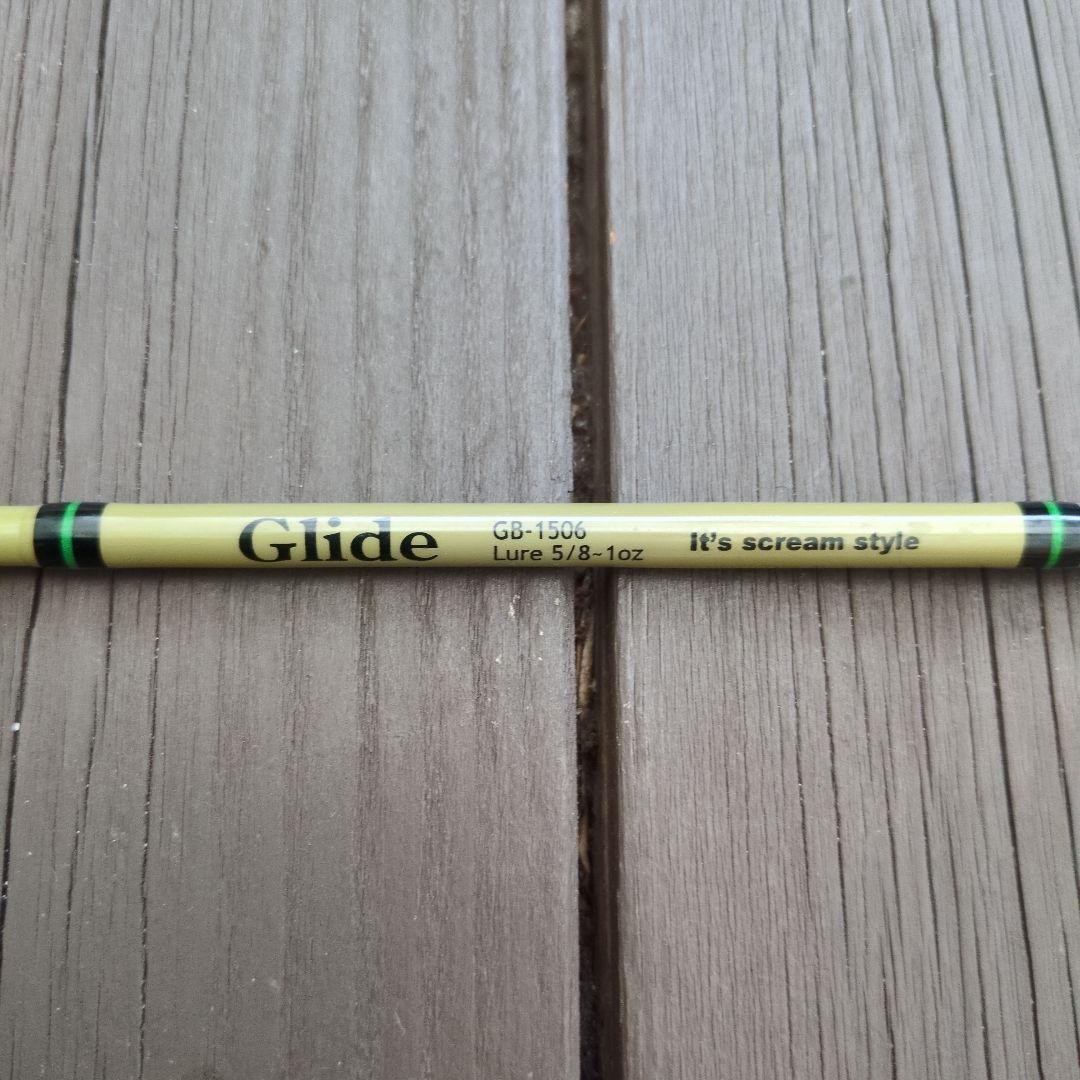 Glide
GB-1506
Lure 5/8~1oz
It's scream style